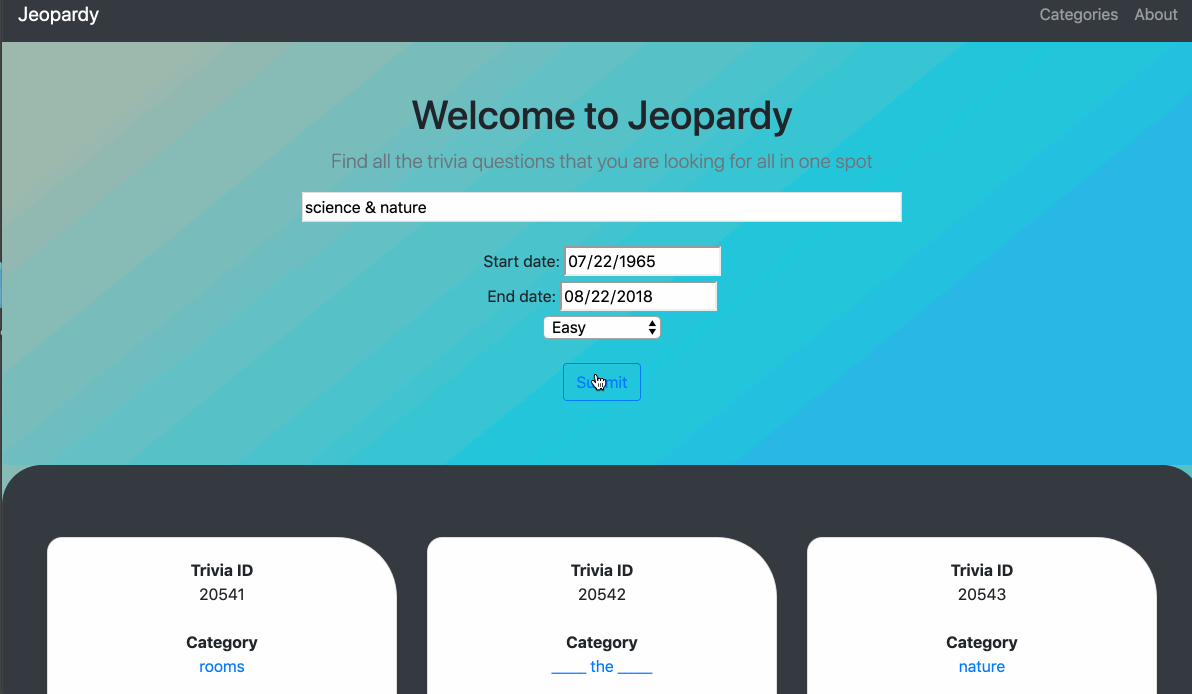 Jeopardy
Categories About
Welcome to Jeopardy
Find all the trivia questions that you are looking for all in one spot
science & nature
Start date: 07/22/1965
End date: 08/22/2018
Easy
Submit
Trivia ID
20541
Category
rooms
Trivia ID
20542
Category
____ the ____
Trivia ID
20543
Category
nature